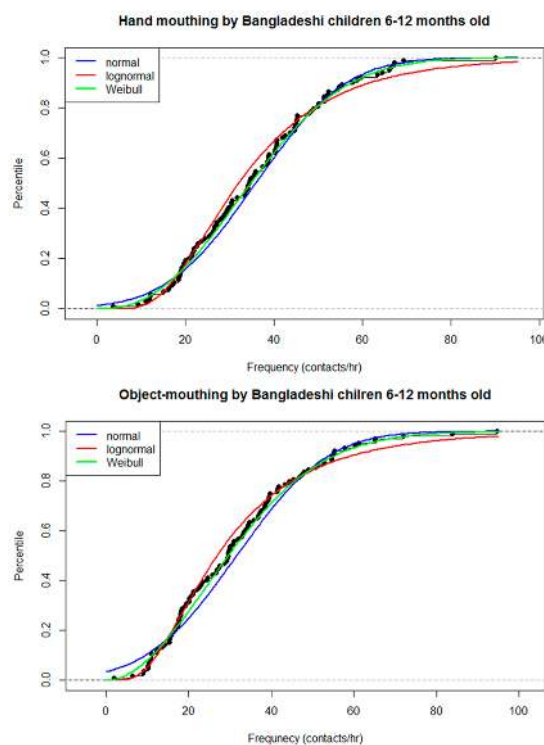 Hand mouthing by Bangladeshi children 6-12 months old
normal
lognormal
Weibull
Percentile
0.0 0.2 0.4 0.6 0.8 1.0
0 20 40 60 80 100
Frequency (contacts/hr)
Object-mouthing by Bangladeshi chilren 6-12 months old
normal
lognormal
Weibull
Percentile
0.0 0.2 0.4 0.6 0.8 1.0
0 20 40 60 80 100
Frequnecy (contacts/hr)